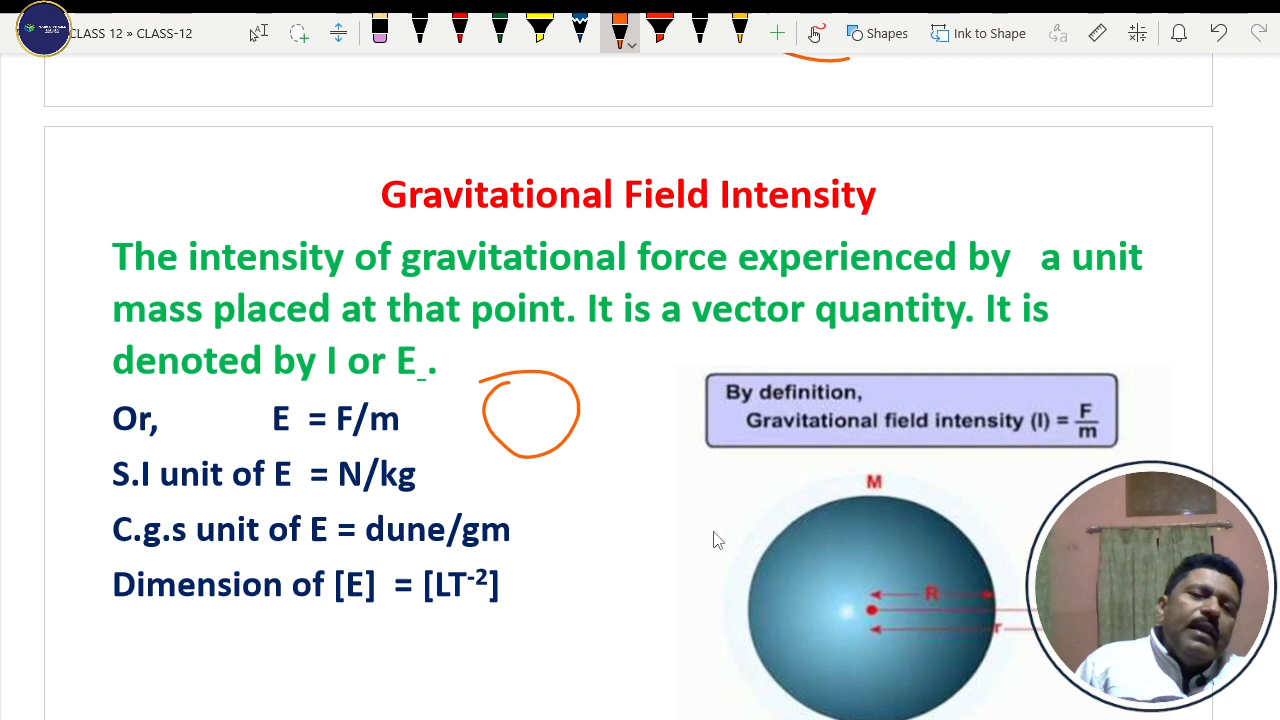 CLASS 12 » CLASS-12
Shapes
Ink to Shape
Gravitational Field Intensity
The intensity of gravitational force experienced by a unit
mass placed at that point. It is a vector quantity. It is
denoted by I or E_.
Or, E = F/m
S.I unit of E = N/kg
C.g.s unit of E = dune/gm
Dimension of [E] = [LT⁻²]
By definition,
Gravitational field intensity (I) = F/m
M
R
r